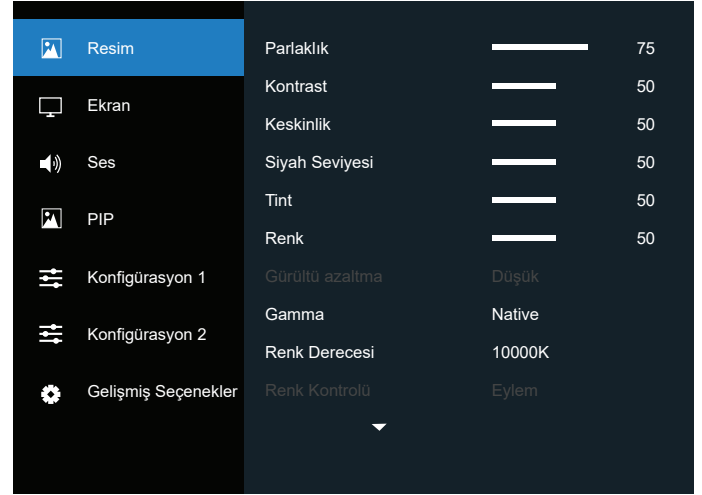 Resim
Ekran
Ses
PIP
Konfigürasyon 1
Konfigürasyon 2
Gelişmiş Seçenekler
Parlaklık 75
Kontrast 50
Keskinlik 50
Siyah Seviyesi 50
Tint 50
Renk 50
Gürültü azaltma Düşük
Gamma Native
Renk Derecesi 10000K
Renk Kontrolü Eylem